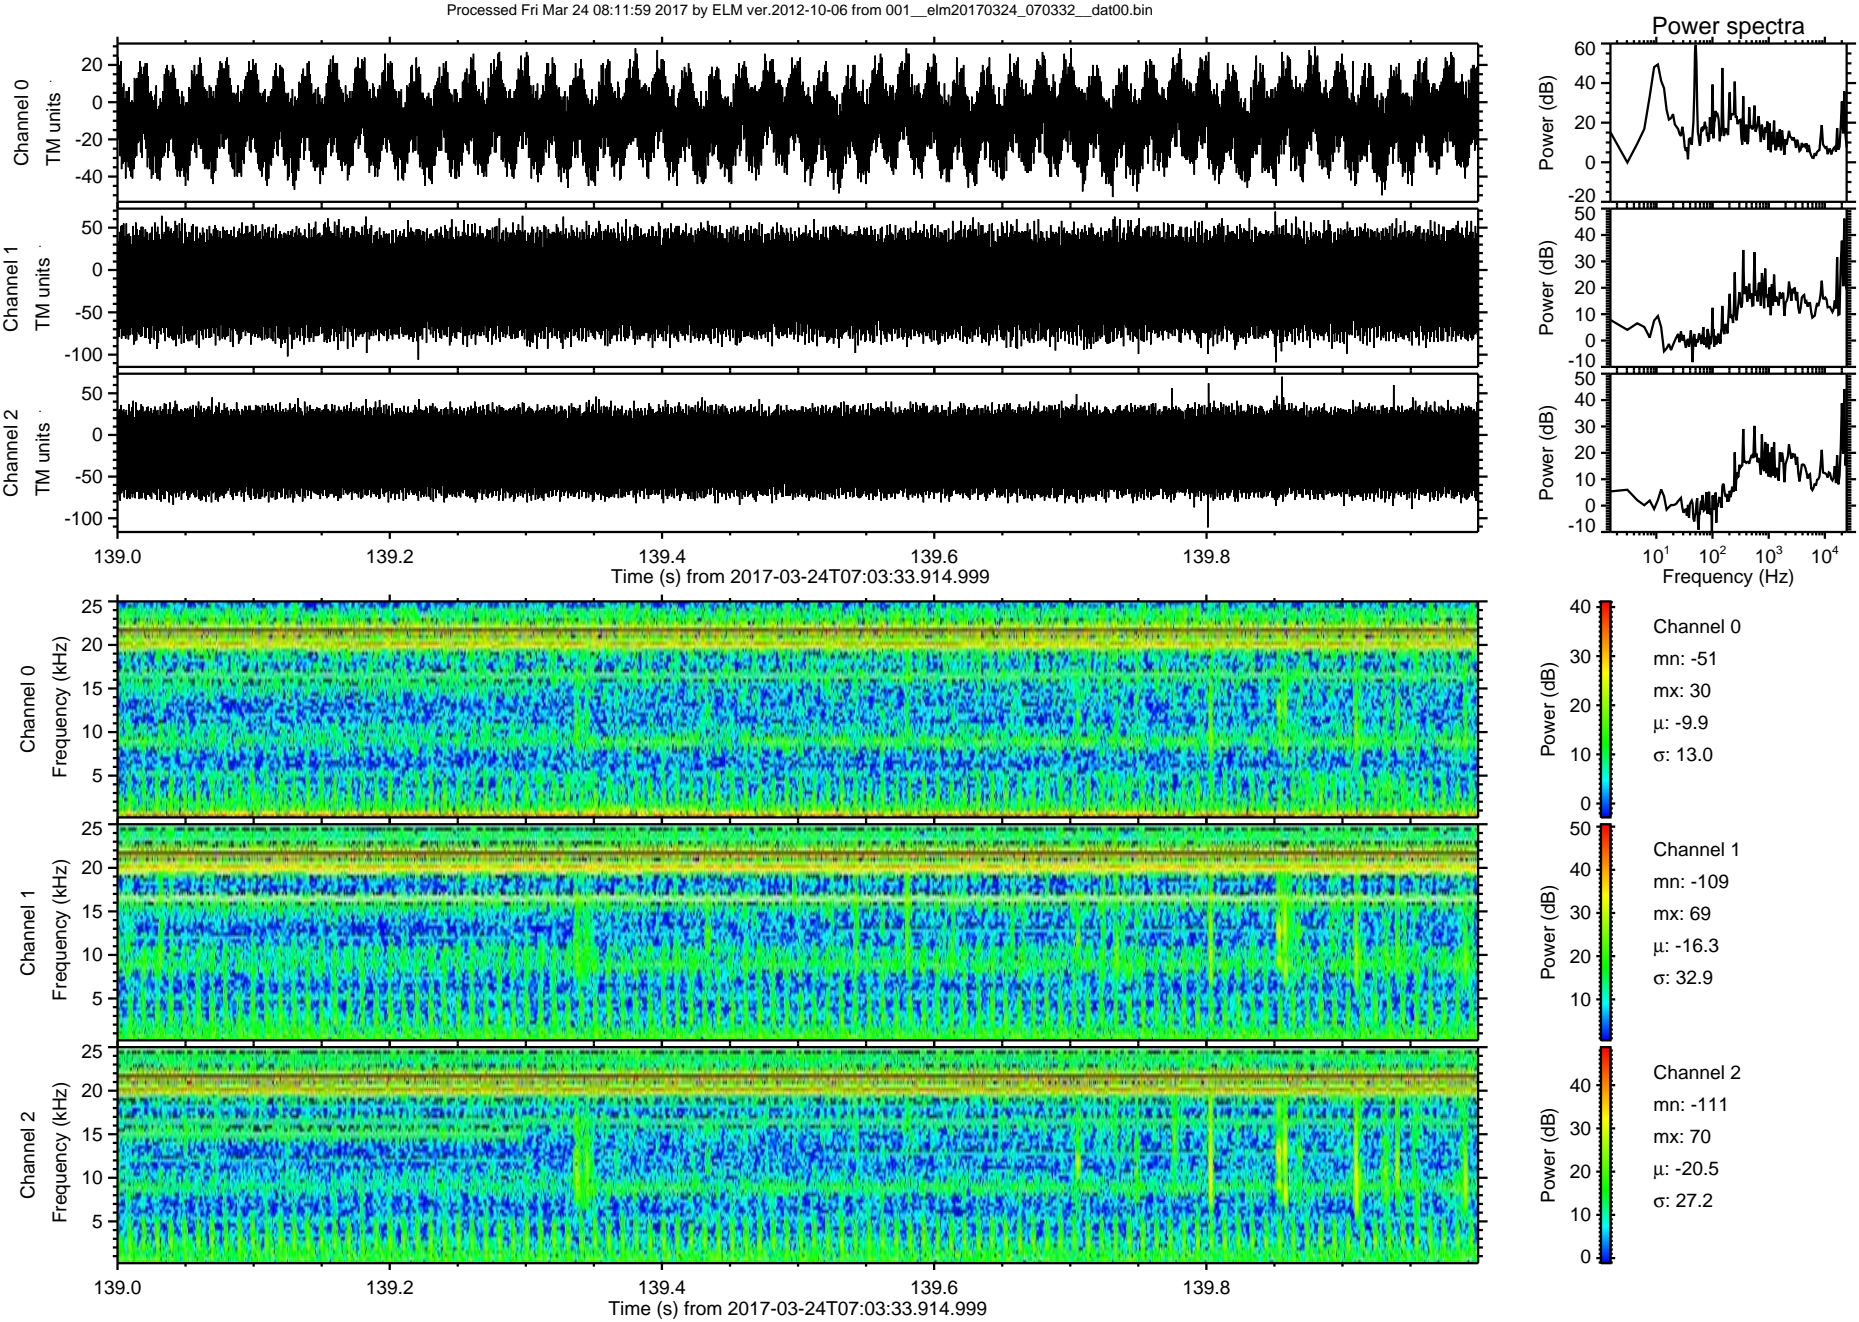 Processed Fri Mar 24 08:11:59 2017 by ELM ver.2012-10-06 from 001__elm20170324_070332__dat00.bin
Power spectra
Channel 0
TM units
20
0
-20
-40
Power (dB)
60
40
20
0
-20
Channel 1
TM units
50
0
-50
-100
Power (dB)
50
40
30
20
10
0
-10
Channel 2
TM units
50
0
-50
-100
Power (dB)
50
40
30
20
10
0
-10
139.0 139.2 139.4 139.6 139.8
Time (s) from 2017-03-24T07:03:33.914.999
10^1 10^2 10^3 10^4
Frequency (Hz)
Channel 0
Frequency (kHz)
25
20
15
10
5
Power (dB)
40
30
20
10
0
Channel 0
mn: -51
mx: 30
μ: -9.9
σ: 13.0
Channel 1
Frequency (kHz)
25
20
15
10
5
Power (dB)
50
40
30
20
10
Channel 1
mn: -109
mx: 69
μ: -16.3
σ: 32.9
Channel 2
Frequency (kHz)
25
20
15
10
5
Power (dB)
40
30
20
10
0
Channel 2
mn: -111
mx: 70
μ: -20.5
σ: 27.2
139.0 139.2 139.4 139.6 139.8
Time (s) from 2017-03-24T07:03:33.914.999